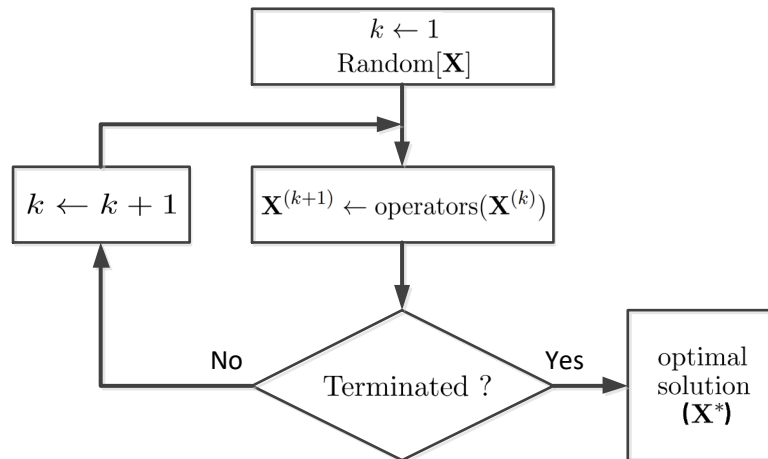 k ← 1
Random[X]
k ← k + 1
X^(k+1) ← operators(X^(k))
No
Terminated ?
Yes
optimal
solution
(X*)